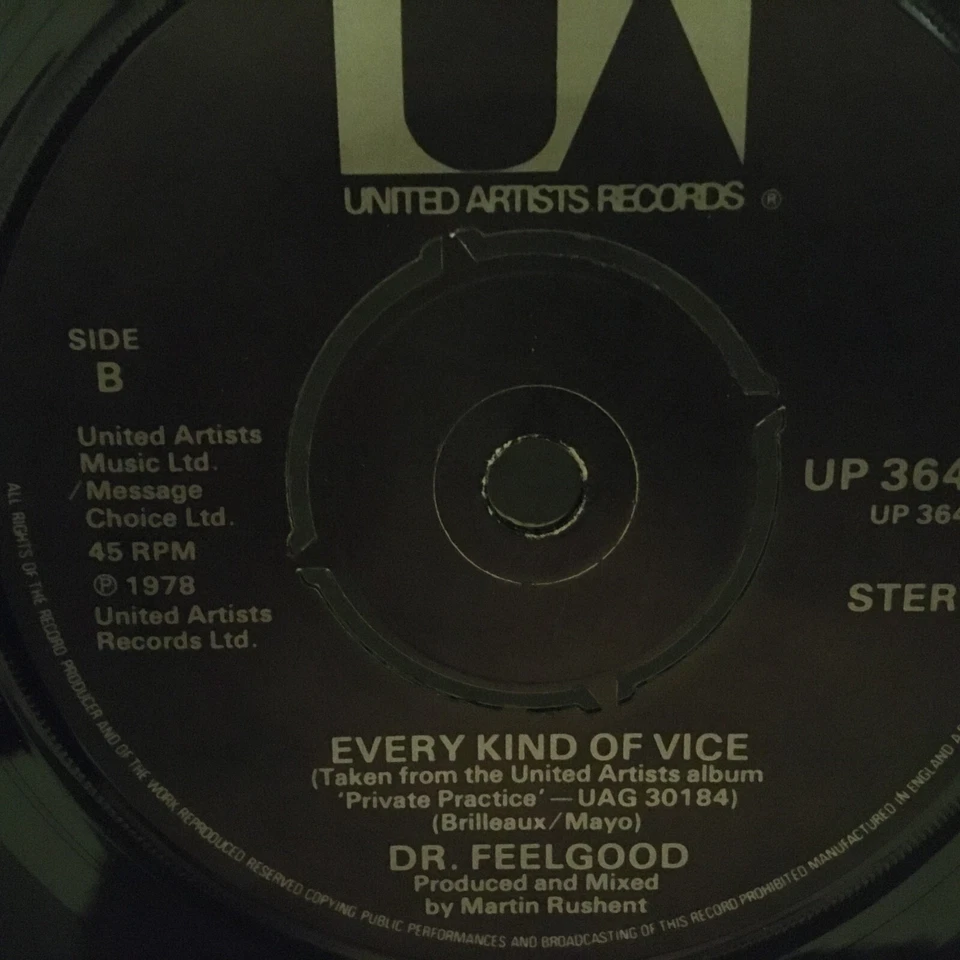 UA
UNITED ARTISTS RECORDS ®
SIDE
B
United Artists
Music Ltd.
/Message
Choice Ltd.
45 RPM
℗ 1978
United Artists
Records Ltd.
UP 364
UP 364
STER
EVERY KIND OF VICE
(Taken from the United Artists album
'Private Practice' — UAG 30184)
(Brilleaux/Mayo)
DR. FEELGOOD
Produced and Mixed
by Martin Rushent
ALL RIGHTS OF THE RECORD PRODUCER AND OF THE WORK REPRODUCED RESERVED COPYING PUBLIC PERFORMANCES AND BROADCASTING OF THIS RECORD PROHIBITED MANUFACTURED IN ENGLAND